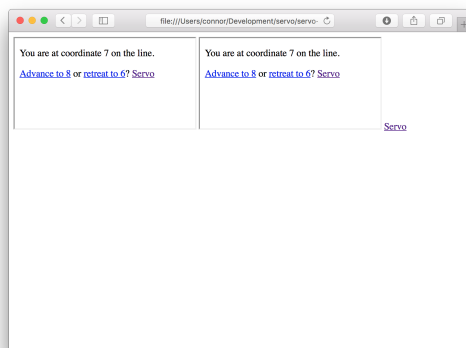 file:///Users/connor/Development/servo/servo-
You are at coordinate 7 on the line.
Advance to 8 or retreat to 6? Servo
You are at coordinate 7 on the line.
Advance to 8 or retreat to 6? Servo
Servo